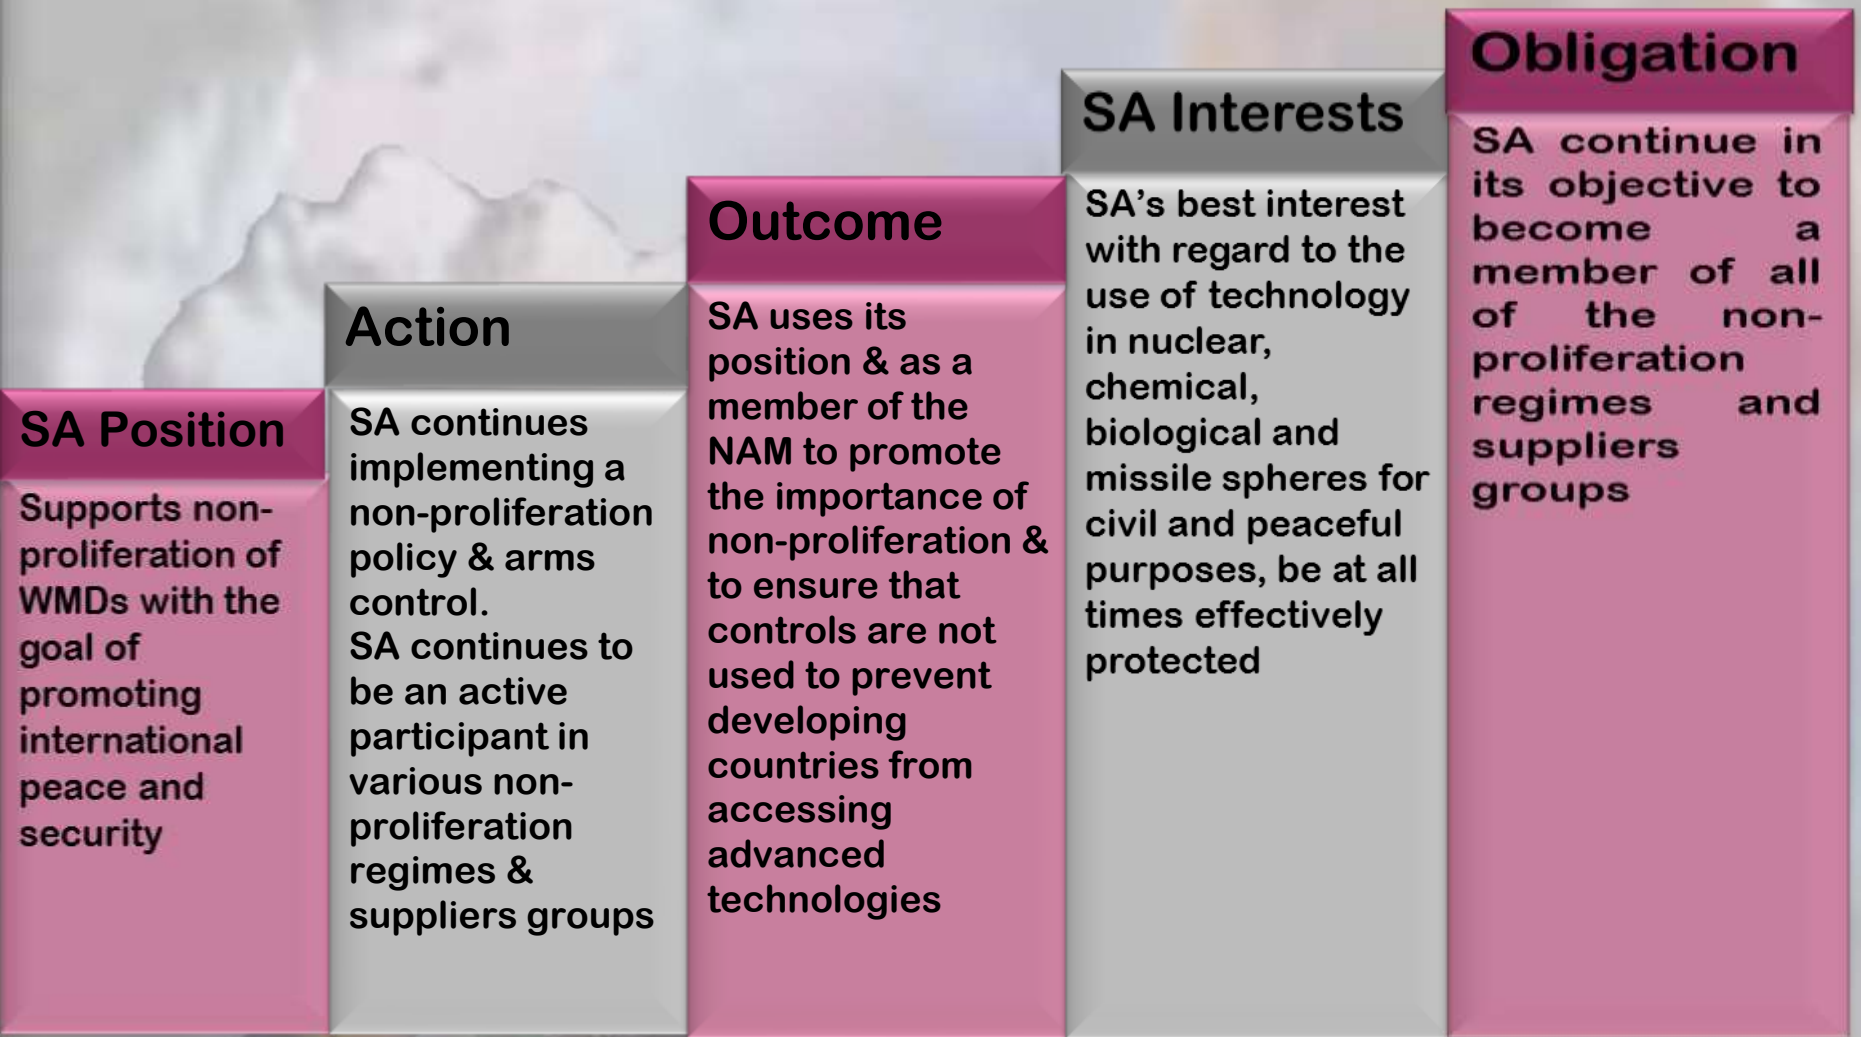 SA Position
Supports non-
proliferation of
WMDs with the
goal of
promoting
international
peace and
security
Action
SA continues
implementing a
non-proliferation
policy & arms
control.
SA continues to
be an active
participant in
various non-
proliferation
regimes &
suppliers groups
Outcome
SA uses its
position & as a
member of the
NAM to promote
the importance of
non-proliferation &
to ensure that
controls are not
used to prevent
developing
countries from
accessing
advanced
technologies
SA Interests
SA’s best interest
with regard to the
use of technology
in nuclear,
chemical,
biological and
missile spheres for
civil and peaceful
purposes, be at all
times effectively
protected
Obligation
SA continue in
its objective to
become a
member of all
of the non-
proliferation
regimes and
suppliers
groups